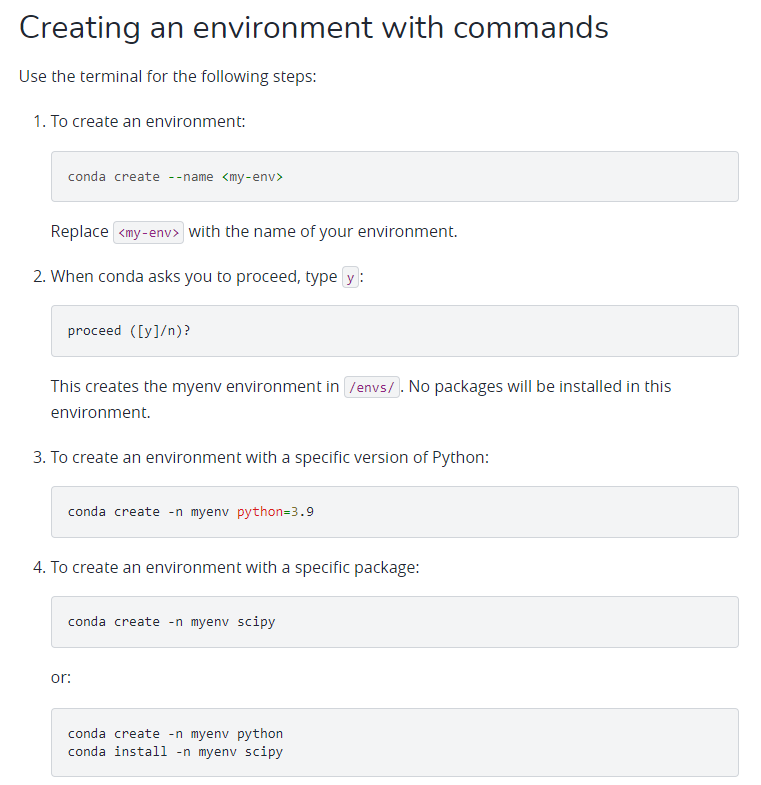 Creating an environment with commands
Use the terminal for the following steps:
1. To create an environment:
conda create --name <my-env>
Replace <my-env> with the name of your environment.
2. When conda asks you to proceed, type y:
proceed ([y]/n)?
This creates the myenv environment in /envs/. No packages will be installed in this
environment.
3. To create an environment with a specific version of Python:
conda create -n myenv python=3.9
4. To create an environment with a specific package:
conda create -n myenv scipy
or:
conda create -n myenv python
conda install -n myenv scipy